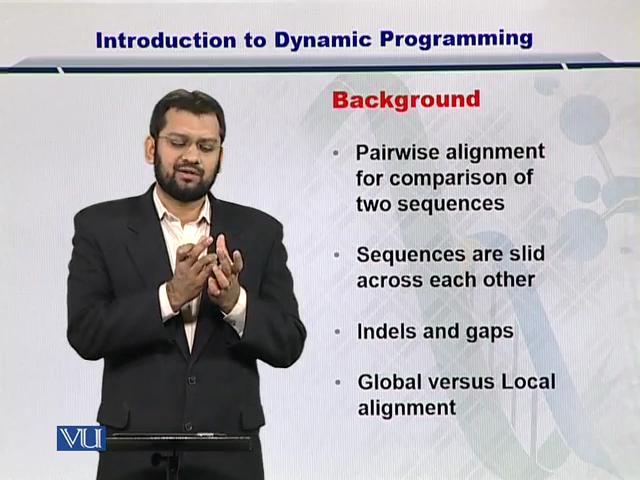 Introduction to Dynamic Programming
Background
• Pairwise alignment
for comparison of
two sequences
• Sequences are slid
across each other
• Indels and gaps
• Global versus Local
alignment
VU